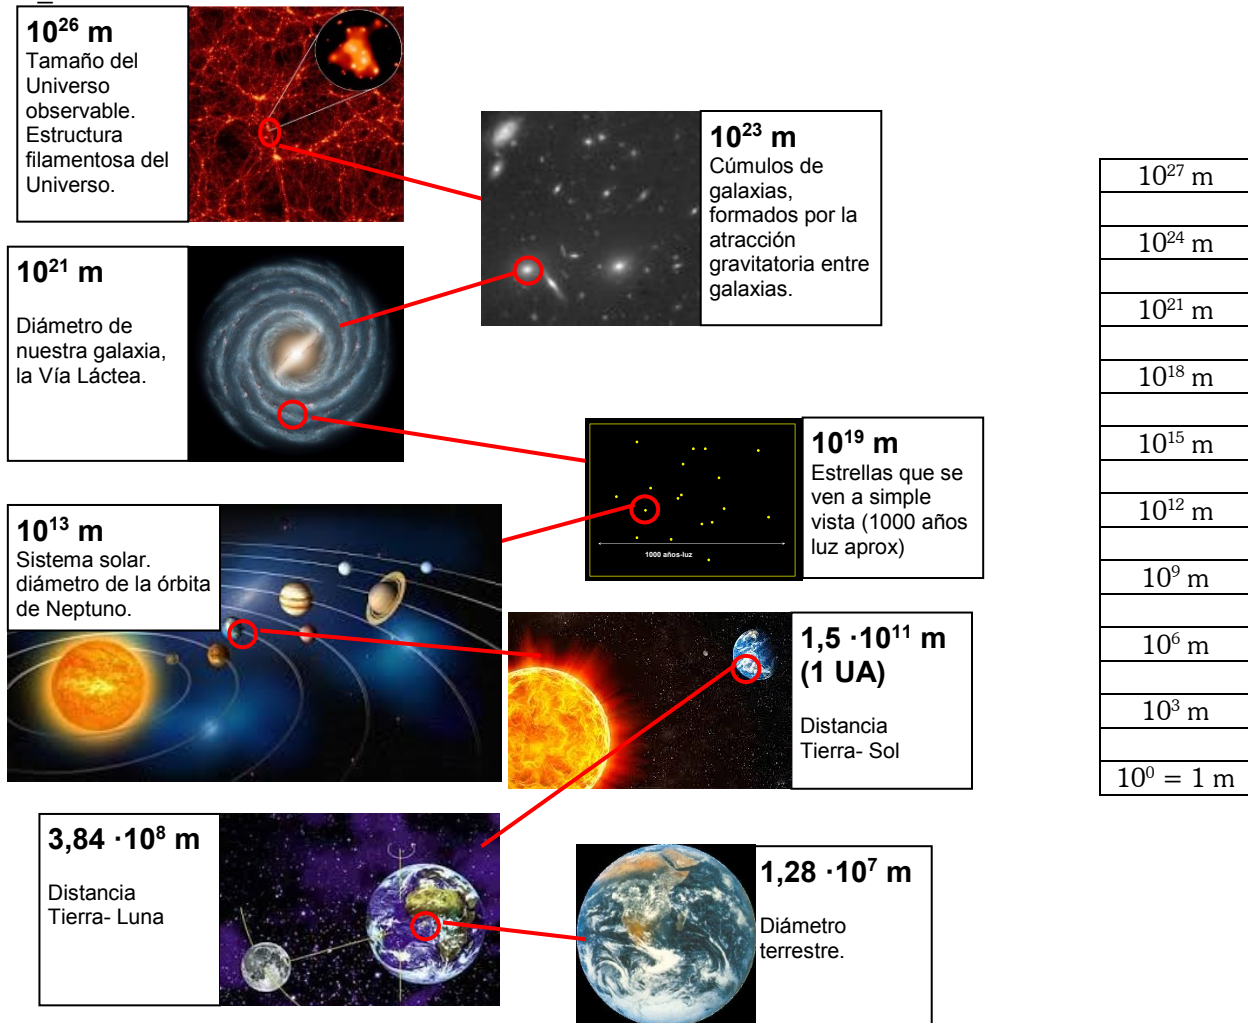 10²⁶ m
Tamaño del
Universo
observable.
Estructura
filamentosa del
Universo.
10²³ m
Cúmulos de
galaxias,
formados por la
atracción
gravitatoria entre
galaxias.
10²¹ m
Diámetro de
nuestra galaxia,
la Vía Láctea.
10¹⁹ m
Estrellas que se
ven a simple
vista (1000 años
luz aprox)
1000 años-luz
10¹³ m
Sistema solar.
diámetro de la órbita
de Neptuno.
1,5 ·10¹¹ m
(1 UA)
Distancia
Tierra- Sol
3,84 ·10⁸ m
Distancia
Tierra- Luna
1,28 ·10⁷ m
Diámetro
terrestre.
10²⁷ m
10²⁴ m
10²¹ m
10¹⁸ m
10¹⁵ m
10¹² m
10⁹ m
10⁶ m
10³ m
10⁰ = 1 m